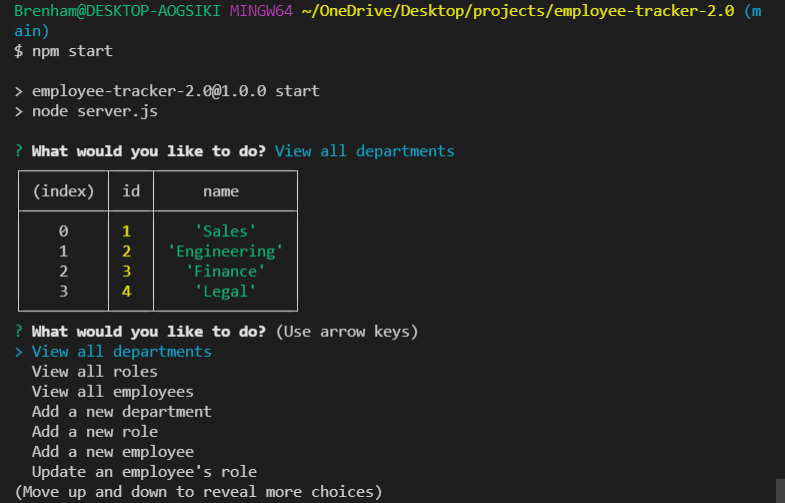 Brenham@DESKTOP-AOGSIKI MINGW64 ~/OneDrive/Desktop/projects/employee-tracker-2.0 (m
ain)
$ npm start
> employee-tracker-2.0@1.0.0 start
> node server.js
? What would you like to do? View all departments
(index) id name
0 1 'Sales'
1 2 'Engineering'
2 3 'Finance'
3 4 'Legal'
? What would you like to do? (Use arrow keys)
> View all departments
View all roles
View all employees
Add a new department
Add a new role
Add a new employee
Update an employee's role
(Move up and down to reveal more choices)